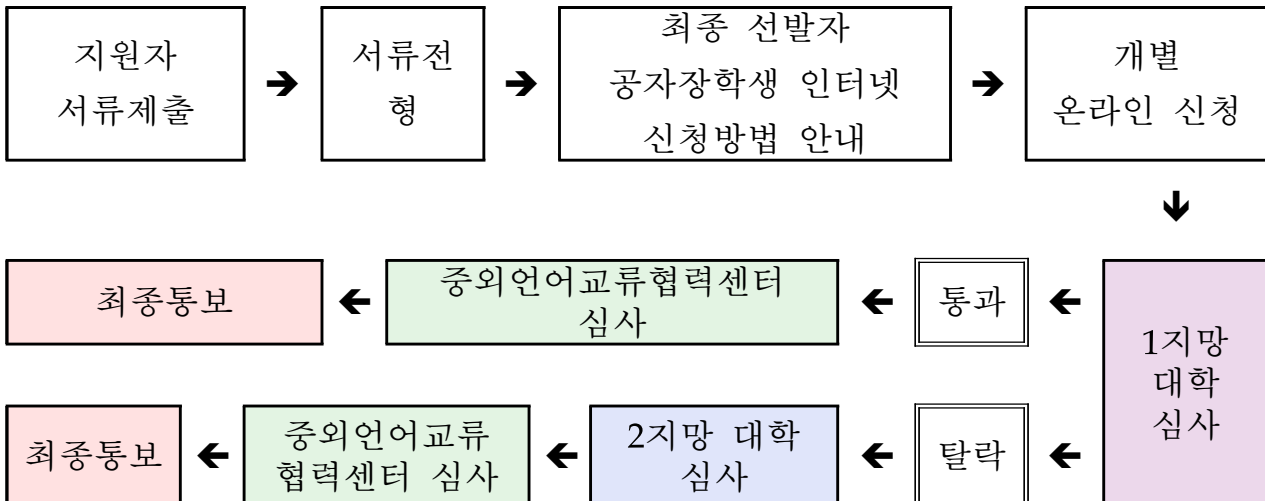 지원자
서류제출
서류전
형
최종 선발자
공자장학생 인터넷
신청방법 안내
개별
온라인 신청
1지망
대학
심사
통과
중외언어교류협력센터
심사
최종통보
탈락
2지망 대학
심사
중외언어교류
협력센터 심사
최종통보